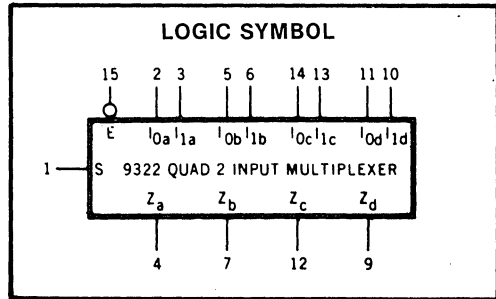 LOGIC SYMBOL
15 2 3 5 6 14 13 11 10
E I0a I1a I0b I1b I0c I1c I0d I1d
1 S 9322 QUAD 2 INPUT MULTIPLEXER
Za Zb Zc Zd
4 7 12 9